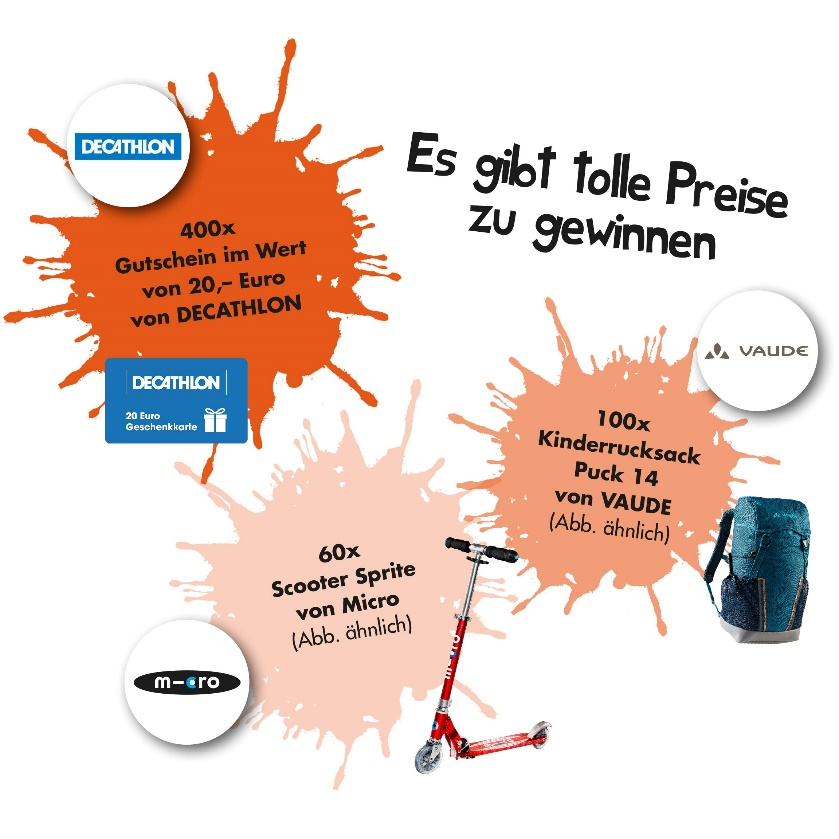 DECATHLON
Es gibt tolle Preise
zu gewinnen
400x
Gutschein im Wert
von 20,– Euro
von DECATHLON
DECATHLON
20 Euro
Geschenkkarte
VAUDE
100x
Kinderrucksack
Puck 14
von VAUDE
(Abb. ähnlich)
60x
Scooter Sprite
von Micro
(Abb. ähnlich)
micro
m–cro